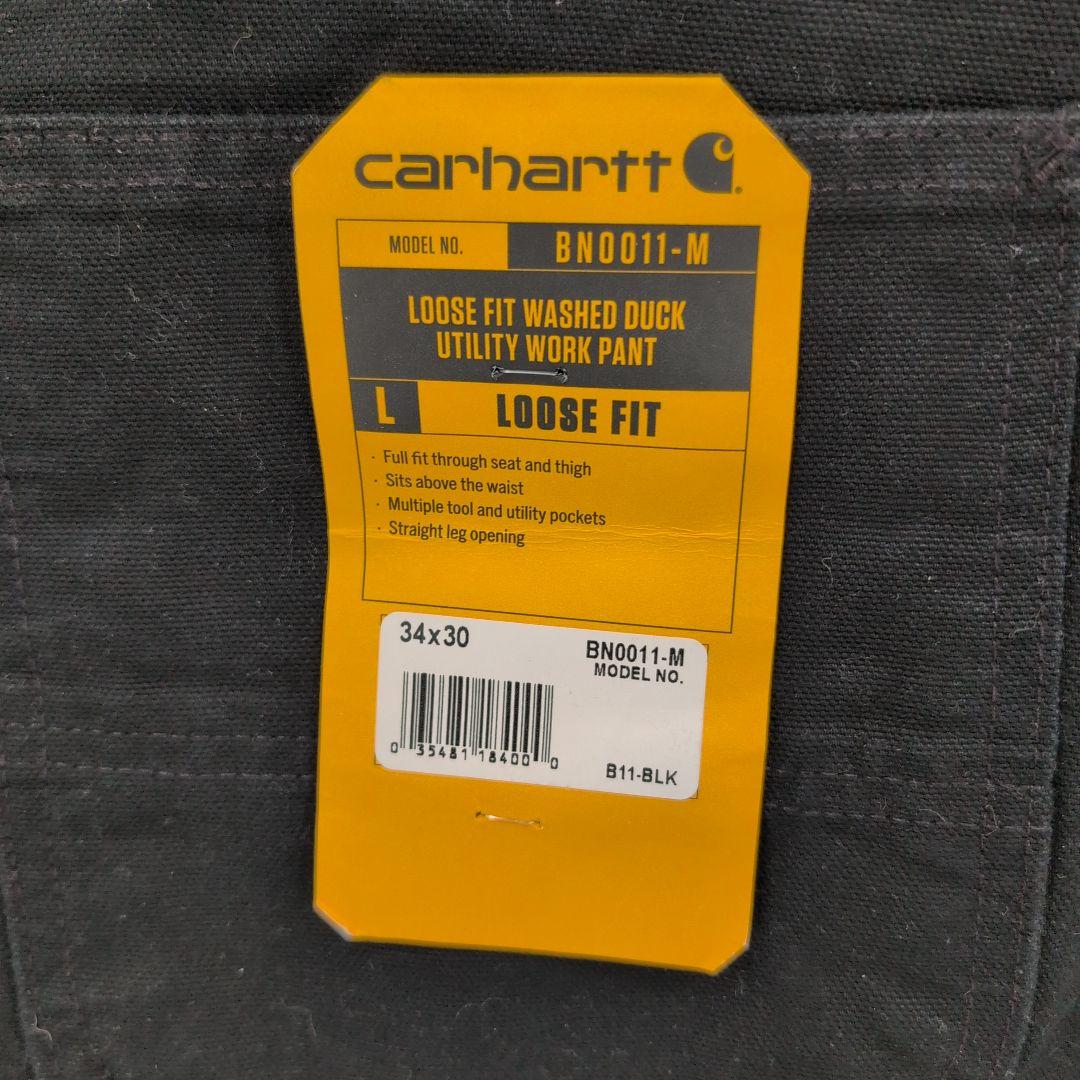 carhartt
MODEL NO. BN0011-M
LOOSE FIT WASHED DUCK
UTILITY WORK PANT
L LOOSE FIT
· Full fit through seat and thigh
· Sits above the waist
· Multiple tool and utility pockets
· Straight leg opening
34x30
BN0011-M
MODEL NO.
0 35481 18400 0
B11-BLK